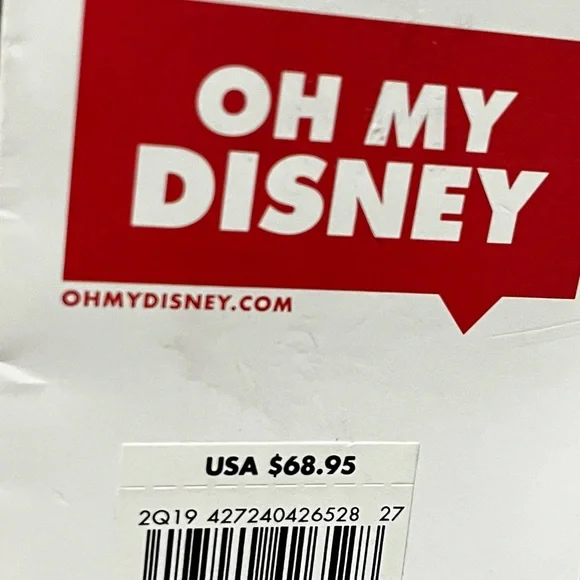 OH MY
DISNEY
OHMYDISNEY.COM
USA $68.95
2Q19 427240426528 27